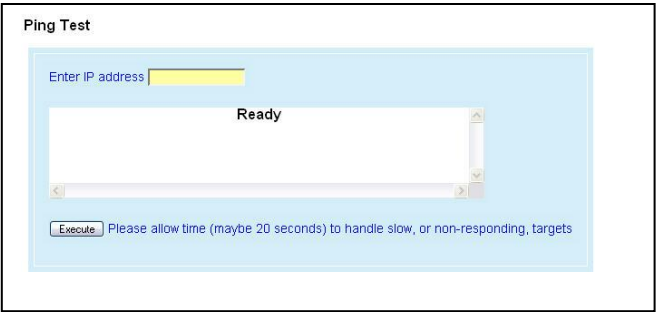 Ping Test
Enter IP address
Ready
Execute Please allow time (maybe 20 seconds) to handle slow, or non-responding, targets